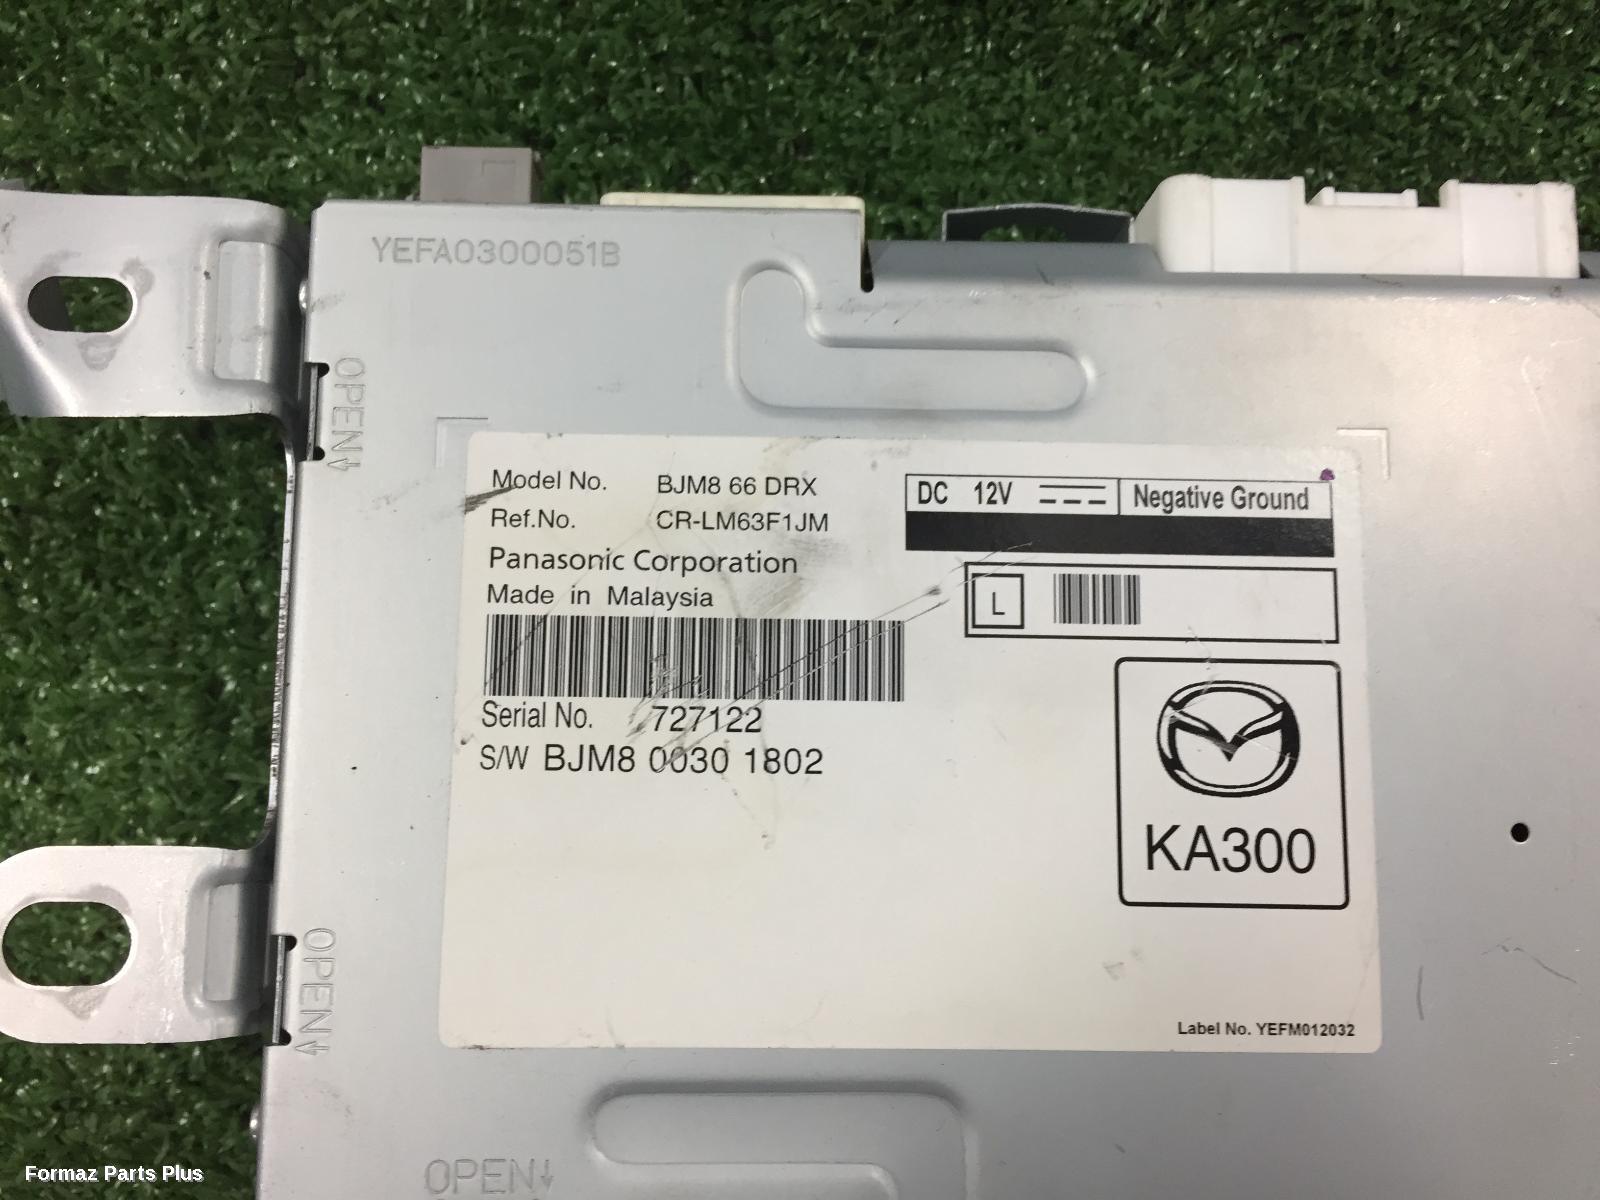 YEFA0300051B
OPEN↓
Model No. BJM8 66 DRX
Ref.No. CR-LM63F1JM
Panasonic Corporation
Made in Malaysia
Serial No. 727122
S/W BJM8 0030 1802
DC 12V Negative Ground
L
KA300
Label No. YEFM012032
OPEN↓
OPEN↓
Formaz Parts Plus